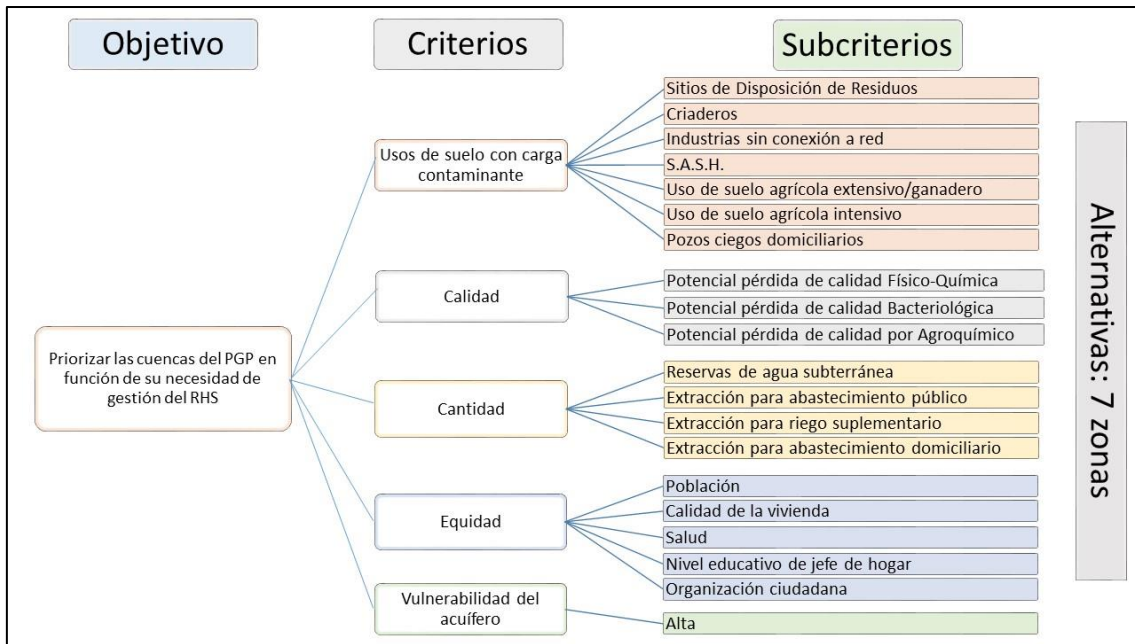 Objetivo
Criterios
Subcriterios
Priorizar las cuencas del PGP en
función de su necesidad de
gestión del RHS
Usos de suelo con carga
contaminante
Sitios de Disposición de Residuos
Criaderos
Industrias sin conexión a red
S.A.S.H.
Uso de suelo agrícola extensivo/ganadero
Uso de suelo agrícola intensivo
Pozos ciegos domiciliarios
Calidad
Potencial pérdida de calidad Físico-Química
Potencial pérdida de calidad Bacteriológica
Potencial pérdida de calidad por Agroquímico
Cantidad
Reservas de agua subterránea
Extracción para abastecimiento público
Extracción para riego suplementario
Extracción para abastecimiento domiciliario
Equidad
Población
Calidad de la vivienda
Salud
Nivel educativo de jefe de hogar
Organización ciudadana
Vulnerabilidad del
acuífero
Alta
Alternativas: 7 zonas